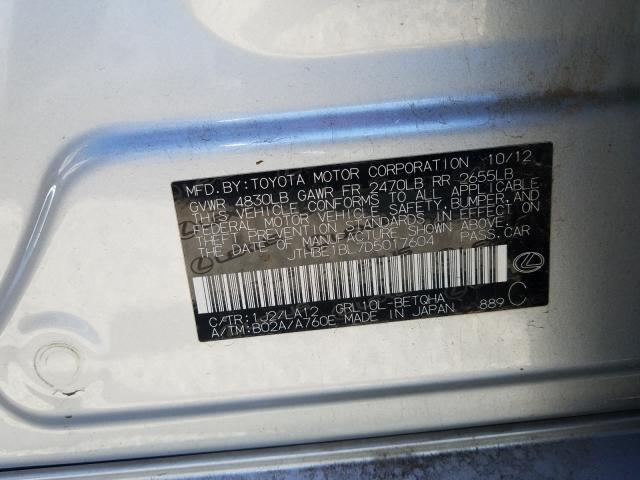 MFD. BY: TOYOTA MOTOR CORPORATION 10/12
GVWR 4830LB GAWR FR 2470LB RR 2655LB
THIS VEHICLE CONFORMS TO ALL APPLICABLE
FEDERAL MOTOR VEHICLE SAFETY, BUMPER, AND
THEFT PREVENTION STANDARDS IN EFFECT ON
THE DATE OF MANUFACTURE SHOWN ABOVE.
JTHBE1BL7D5017604 PASS. CAR
C/TR: 1J2/LA12 GRL10L-BETQHA
A/TM: B02A/A760E MADE IN JAPAN 889 C